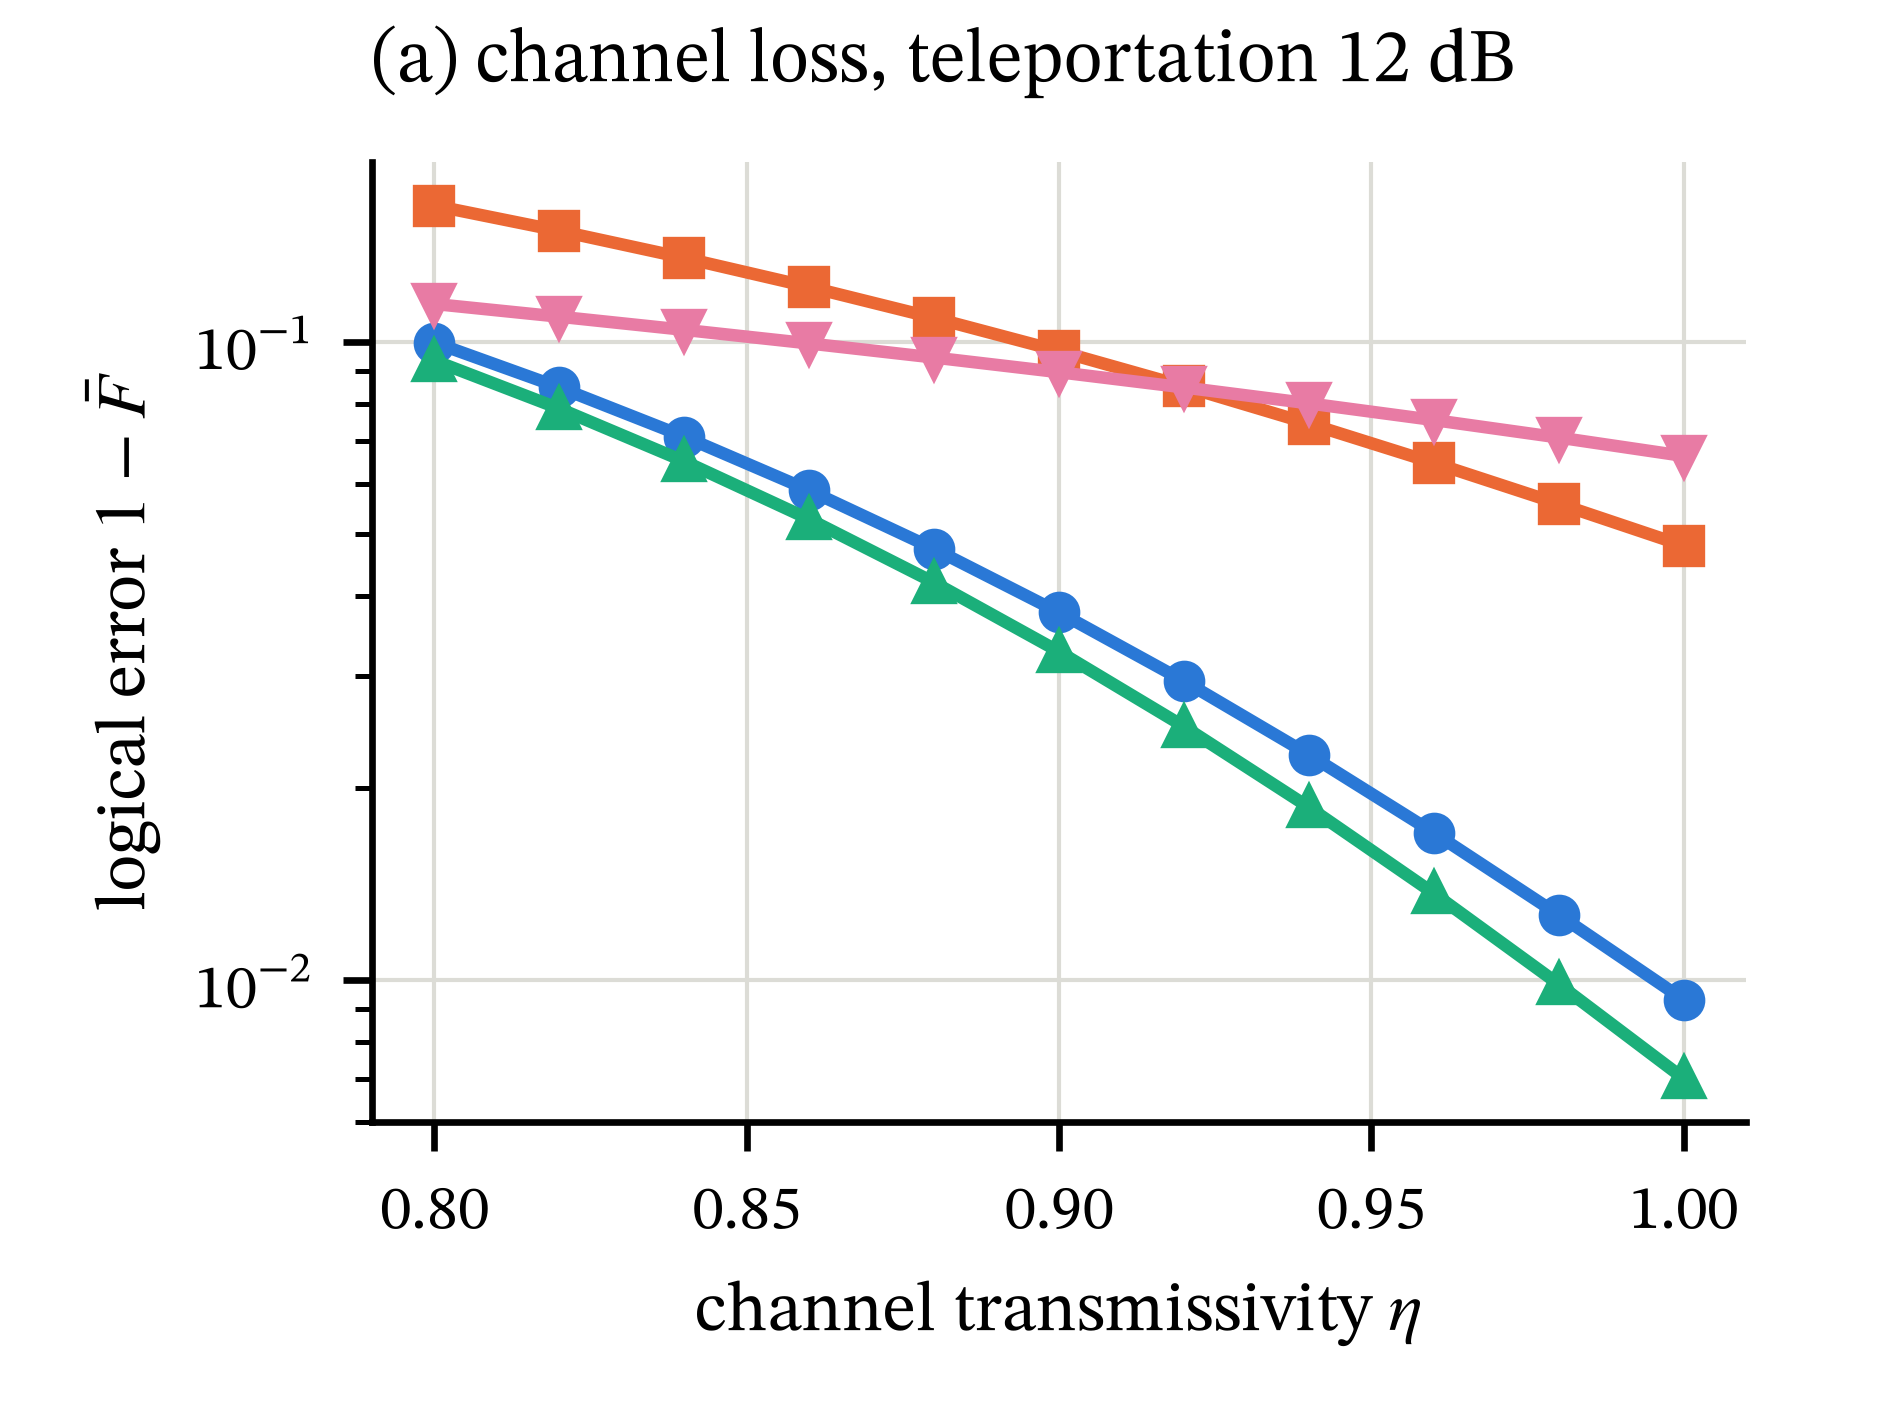 (a) channel loss, teleportation 12 dB
logical error 1 − F̄
10⁻¹
10⁻²
0.80 0.85 0.90 0.95 1.00
channel transmissivity η